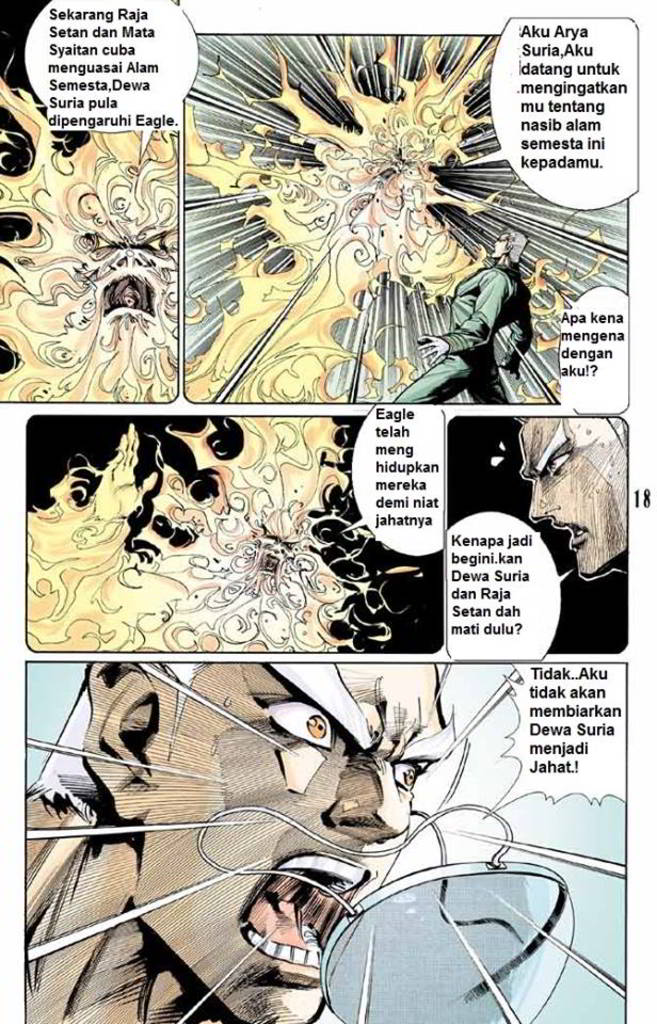 Sekarang Raja
Setan dan Mata
Syaitan cuba
menguasai Alam
Semesta,Dewa
Suria pula
dipengaruhi Eagle.
Aku Arya
Suria,Aku
datang untuk
mengingatkan
mu tentang
nasib alam
semesta ini
kepadamu.
Apa kena
mengena
dengan
aku!?
Eagle
telah
meng
hidupkan
mereka
demi niat
jahatnya
Kenapa jadi
begini.kan
Dewa Suria
dan Raja
Setan dah
mati dulu?
18
Tidak..Aku
tidak akan
membiarkan
Dewa Suria
menjadi
Jahat.!